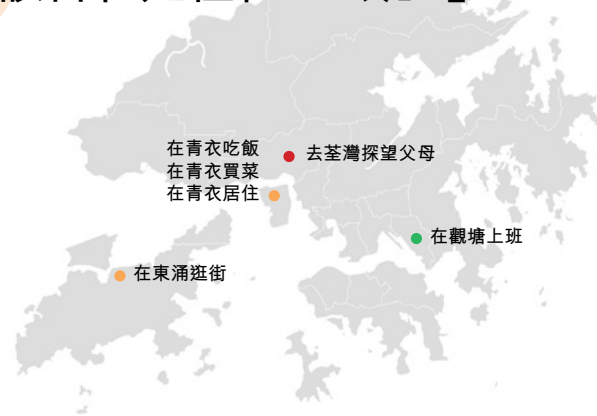 在青衣吃飯
在青衣買菜
在青衣居住
去荃灣探望父母
在觀塘上班
在東涌逛街